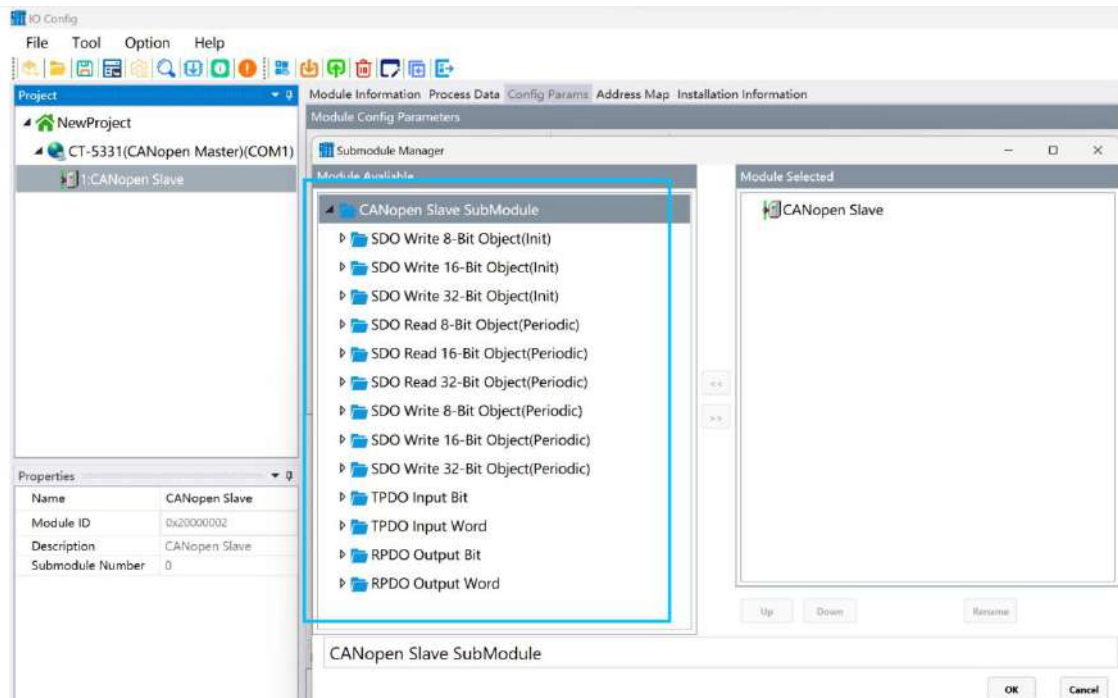 IO Config
File Tool Option Help
Project
NewProject
CT-5331(CANopen Master)(COM1)
1:CANopen Slave
Module Information Process Data Config Params Address Map Installation Information
Module Config Parameters
Submodule Manager
Module Avaliable
CANopen Slave SubModule
SDO Write 8-Bit Object(Init)
SDO Write 16-Bit Object(Init)
SDO Write 32-Bit Object(Init)
SDO Read 8-Bit Object(Periodic)
SDO Read 16-Bit Object(Periodic)
SDO Read 32-Bit Object(Periodic)
SDO Write 8-Bit Object(Periodic)
SDO Write 16-Bit Object(Periodic)
SDO Write 32-Bit Object(Periodic)
TPDO Input Bit
TPDO Input Word
RPDO Output Bit
RPDO Output Word
<<
>>
Module Selected
CANopen Slave
Up Down Rename
CANopen Slave SubModule
OK Cancel
Properties
Name CANopen Slave
Module ID 0x20000002
Description CANopen Slave
Submodule Number 0